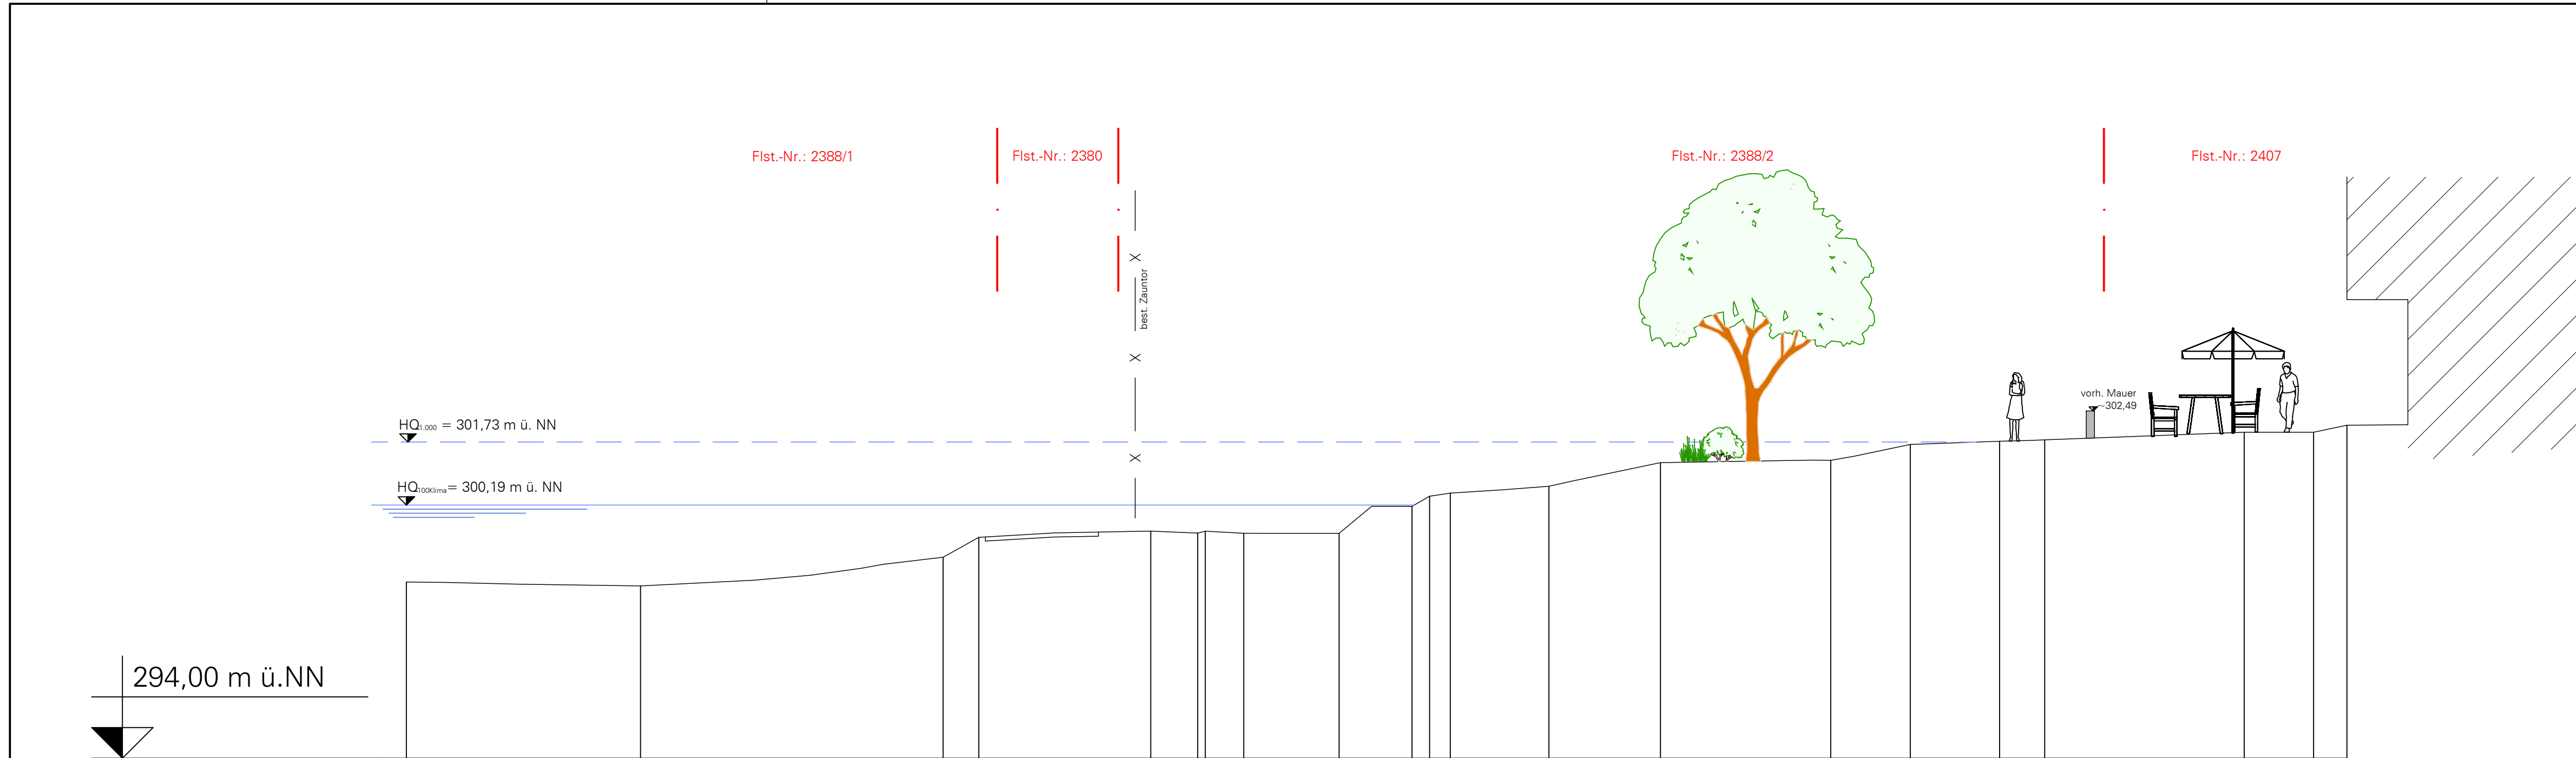 Flst.-Nr.: 2388/1
Flst.-Nr.: 2380
Flst.-Nr.: 2388/2
Flst.-Nr.: 2407
best. Zauntor
vorh. Mauer
~302,49
HQ1.000 = 301,73 m ü. NN
HQ100Klima = 300,19 m ü. NN
294,00 m ü.NN